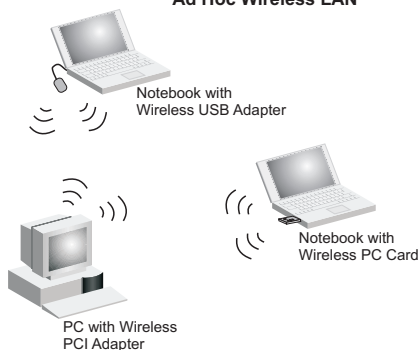 Ad Hoc Wireless LAN
Notebook with
Wireless USB Adapter
Notebook with
Wireless PC Card
PC with Wireless
PCI Adapter